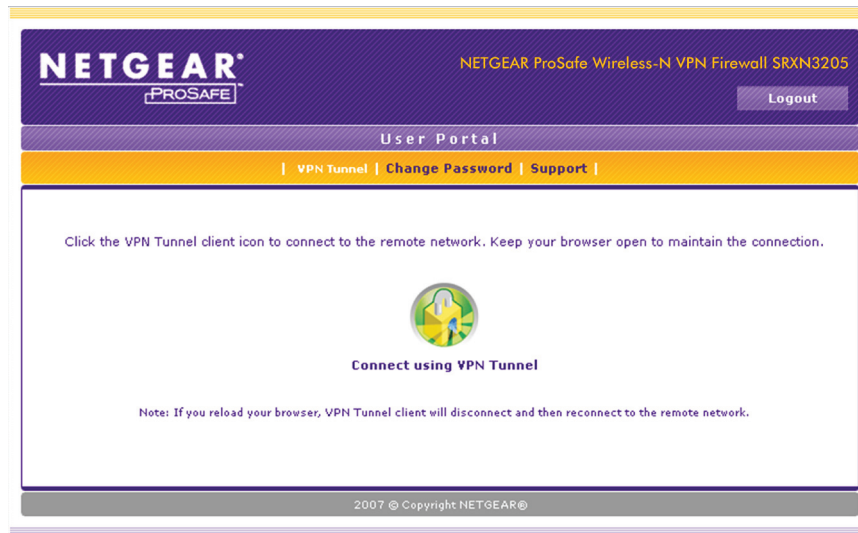 NETGEAR®
PROSAFE
NETGEAR ProSafe Wireless-N VPN Firewall SRXN3205
Logout
User Portal
| VPN Tunnel | Change Password | Support |
Click the VPN Tunnel client icon to connect to the remote network. Keep your browser open to maintain the connection.
Connect using VPN Tunnel
Note: If you reload your browser, VPN Tunnel client will disconnect and then reconnect to the remote network.
2007 © Copyright NETGEAR®